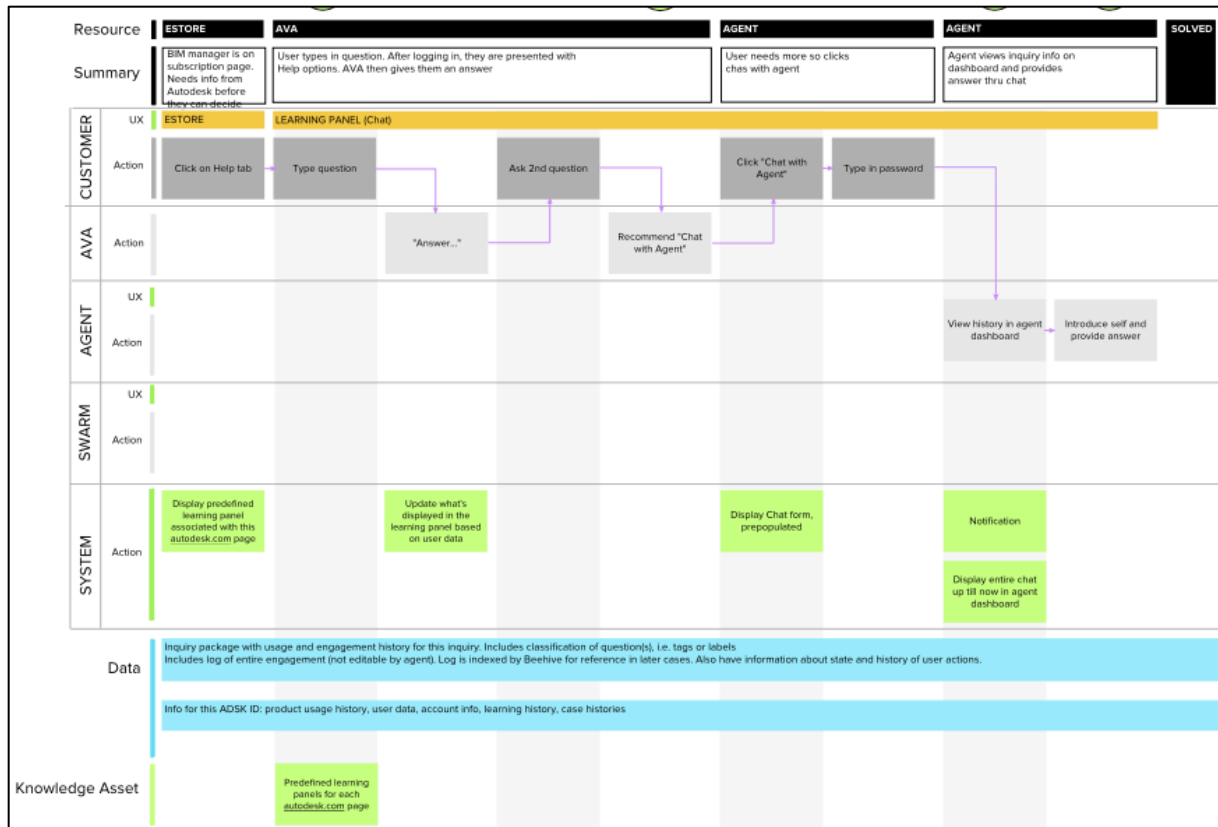 Resource
ESTORE
AVA
AGENT
AGENT
SOLVED
Summary
BIM manager is on
subscription page.
Needs info from
Autodesk before
they can decide
User types in question. After logging in, they are presented with
Help options. AVA then gives them an answer
User needs more so clicks
chas with agent
Agent views inquiry info on
dashboard and provides
answer thru chat
CUSTOMER
UX
ESTORE
LEARNING PANEL (Chat)
Action
Click on Help tab
Type question
Ask 2nd question
Click "Chat with
Agent"
Type in password
AVA
Action
"Answer..."
Recommend "Chat
with Agent"
AGENT
UX
Action
View history in agent
dashboard
Introduce self and
provide answer
SWARM
UX
Action
SYSTEM
Action
Display predefined
learning panel
associated with this
autodesk.com page
Update what's
displayed in the
learning panel based
on user data
Display Chat form,
prepopulated
Notification
Display entire chat
up till now in agent
dashboard
Data
Inquiry package with usage and engagement history for this inquiry. Includes classification of question(s), i.e. tags or labels
Includes log of entire engagement (not editable by agent). Log is indexed by Beehive for reference in later cases. Also have information about state and history of user actions.
Info for this ADSK ID: product usage history, user data, account info, learning history, case histories
Knowledge Asset
Predefined learning
panels for each
autodesk.com page